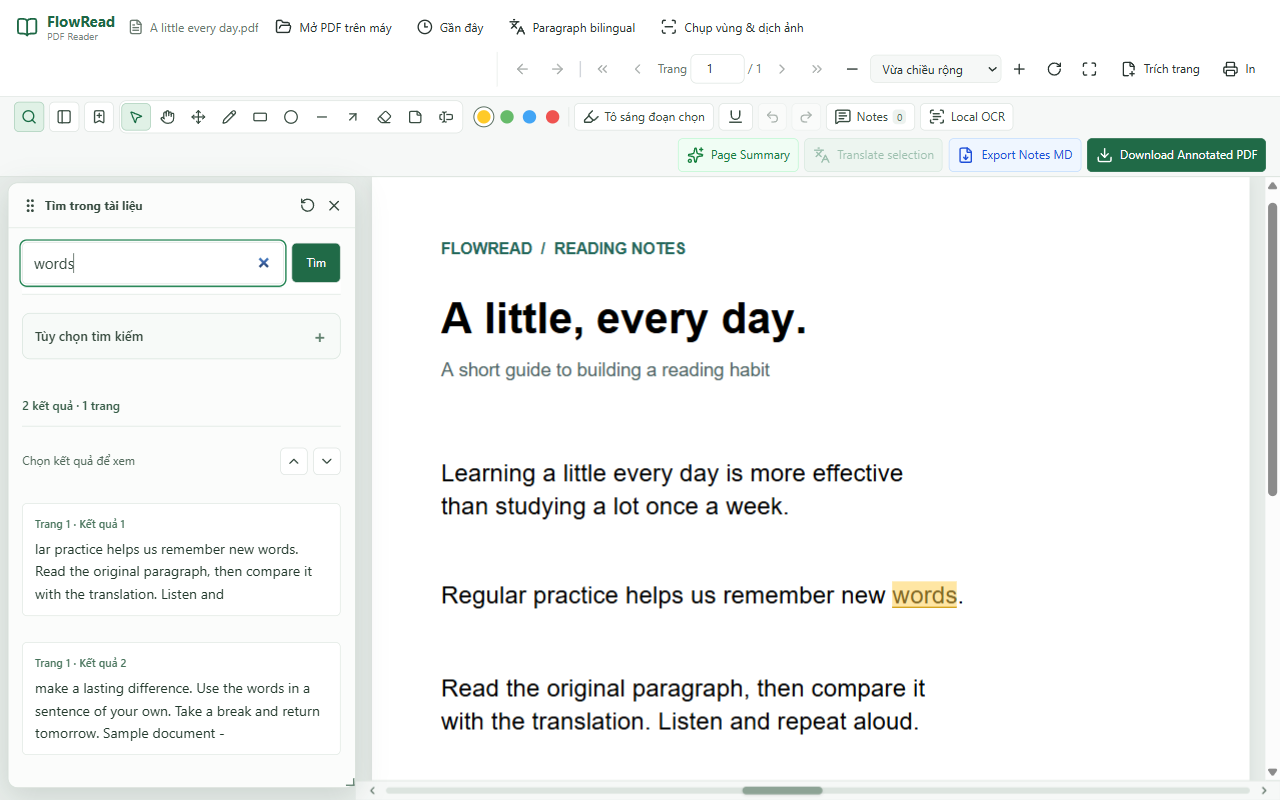 FlowRead
PDF Reader
A little every day.pdf
Mở PDF trên máy
Gần đây
Paragraph bilingual
Chụp vùng & dịch ảnh
Trang 1 / 1
Vừa chiều rộng
Trích trang
In
Tô sáng đoạn chọn
Notes 0
Local OCR
Page Summary
Translate selection
Export Notes MD
Download Annotated PDF
Tìm trong tài liệu
words
Tìm
Tùy chọn tìm kiếm
2 kết quả · 1 trang
Chọn kết quả để xem
Trang 1 · Kết quả 1
lar practice helps us remember new words.
Read the original paragraph, then compare it
with the translation. Listen and
Trang 1 · Kết quả 2
make a lasting difference. Use the words in a
sentence of your own. Take a break and return
tomorrow. Sample document -
FLOWREAD / READING NOTES
A little, every day.
A short guide to building a reading habit
Learning a little every day is more effective
than studying a lot once a week.
Regular practice helps us remember new words.
Read the original paragraph, then compare it
with the translation. Listen and repeat aloud.